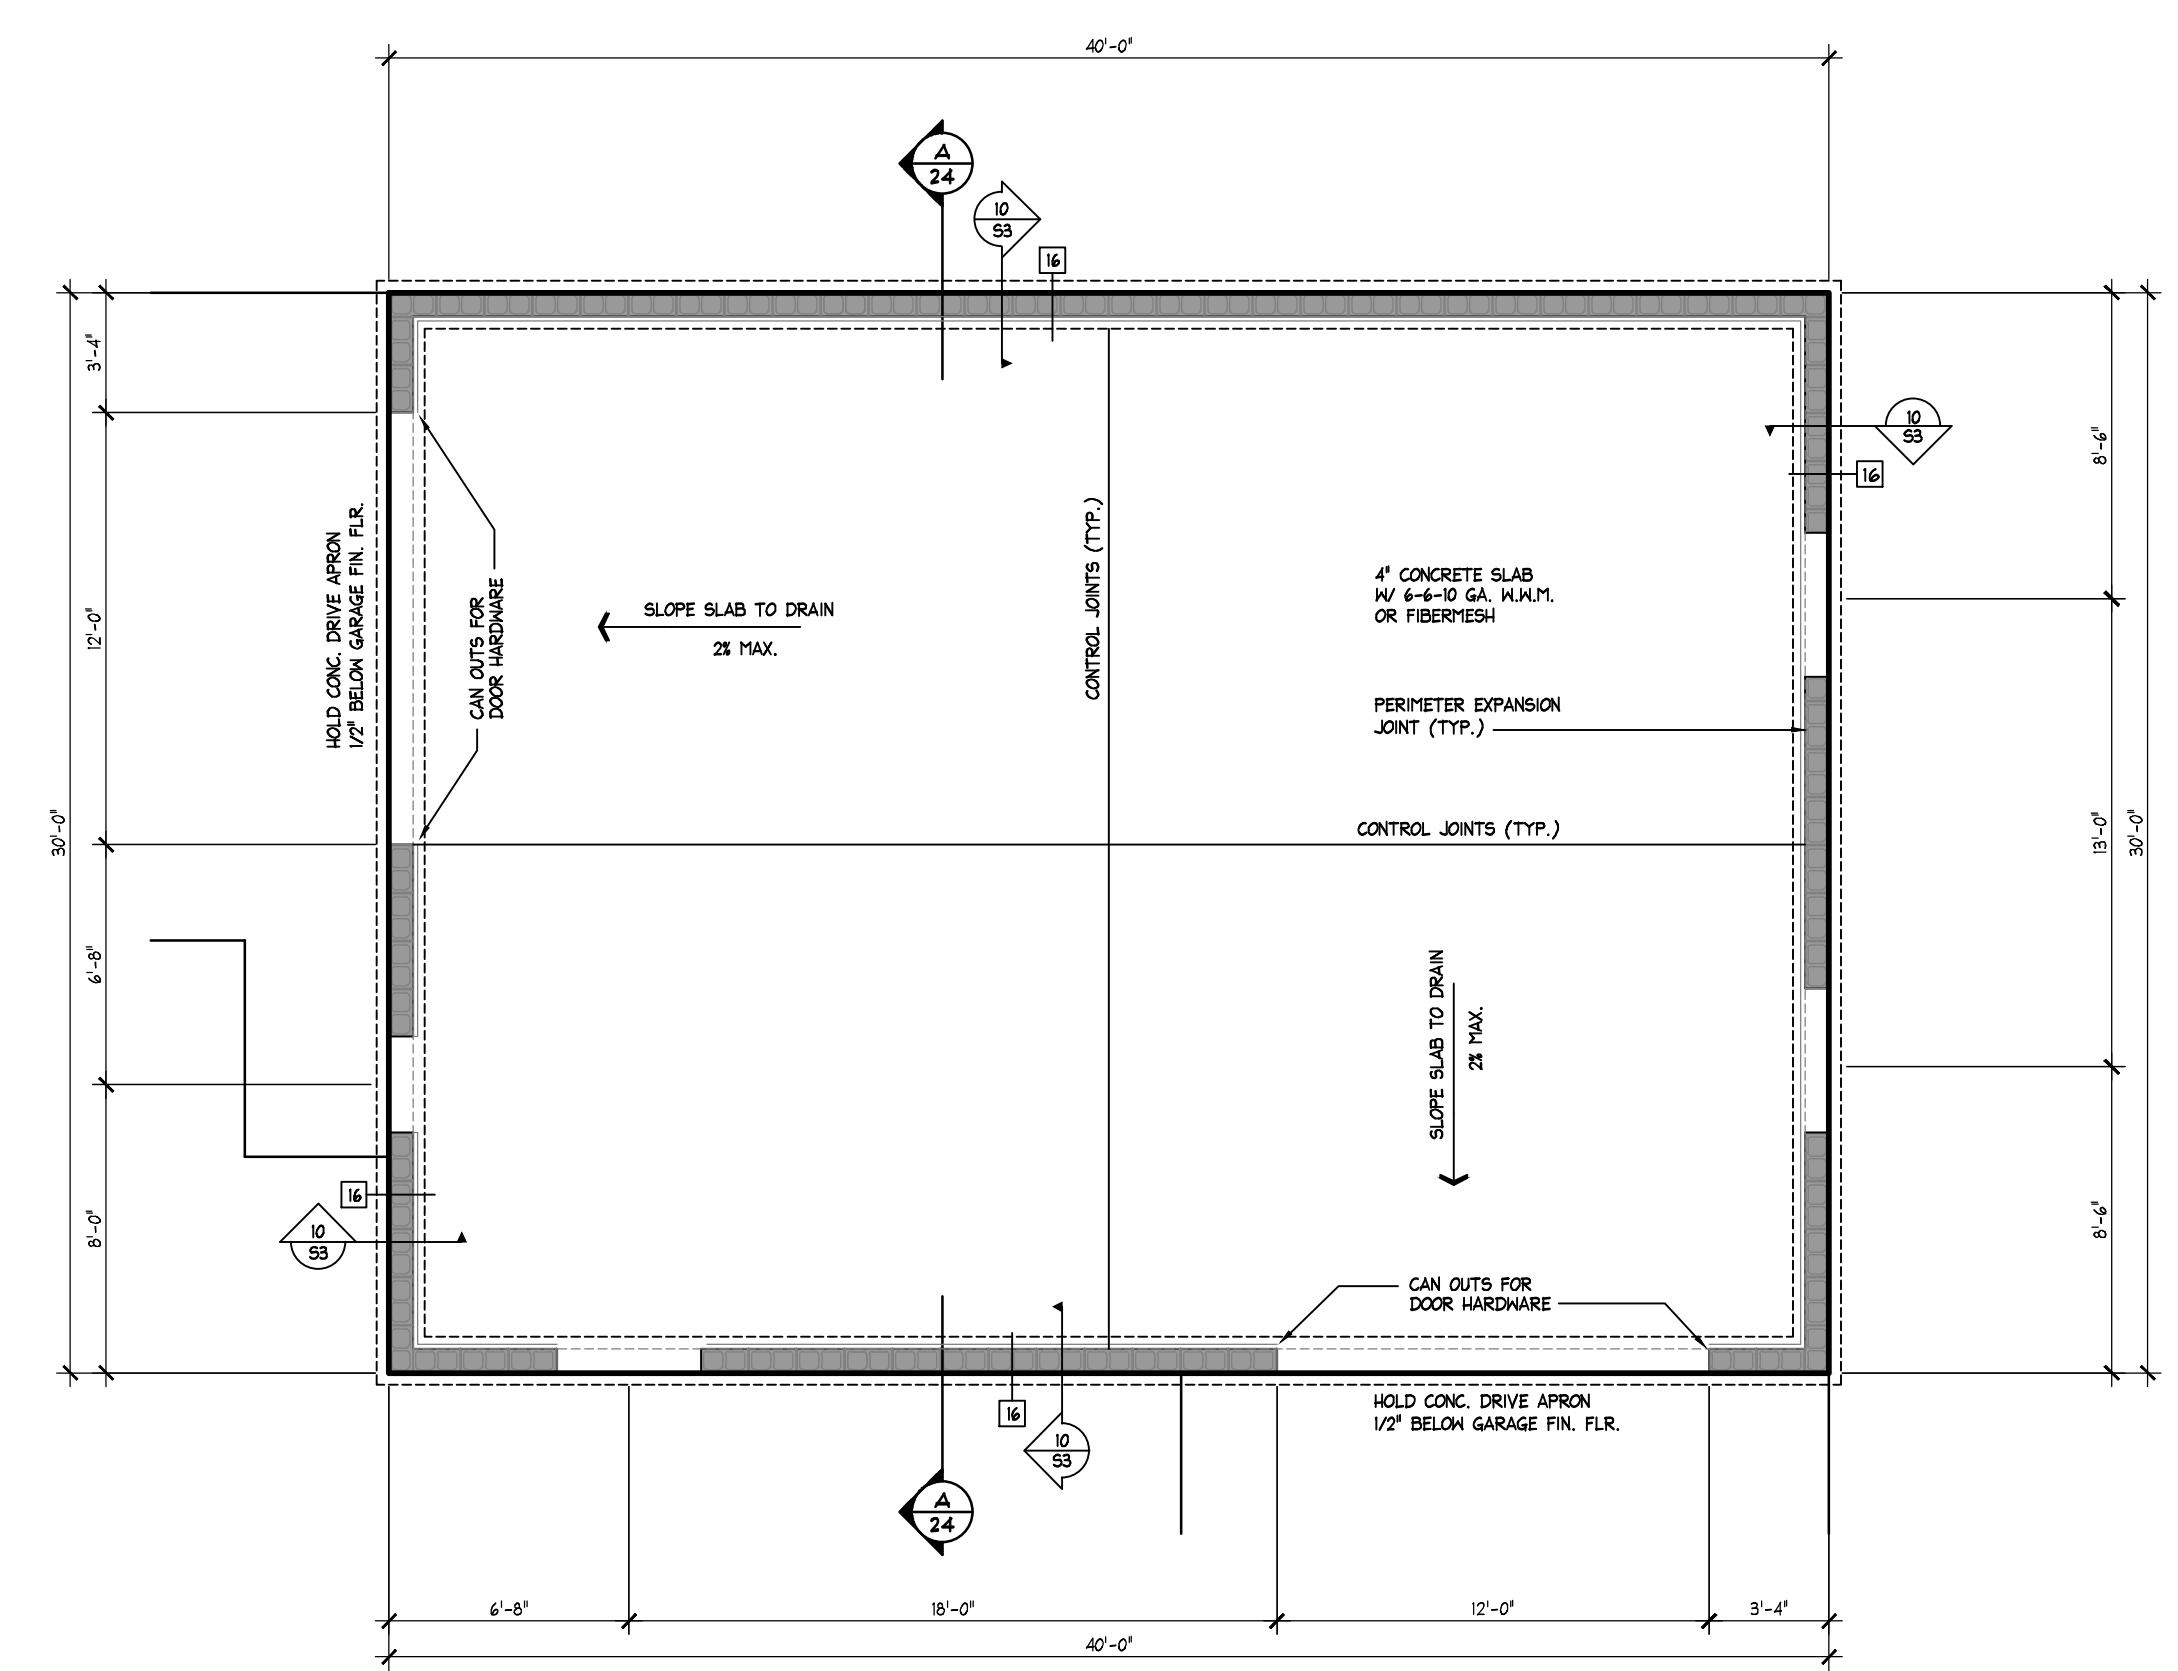 40'-0"
A
24
10
S3
16
3'-4"
12'-0"
6'-8"
8'-0"
30'-0"
HOLD CONC. DRIVE APRON
1/2" BELOW GARAGE FIN. FLR.
CAN OUTS FOR
DOOR HARDWARE
SLOPE SLAB TO DRAIN
2% MAX.
CONTROL JOINTS (TYP.)
4" CONCRETE SLAB
W/ 6-6-10 GA. W.W.M.
OR FIBERMESH
PERIMETER EXPANSION
JOINT (TYP.)
CONTROL JOINTS (TYP.)
10
S3
16
8'-6"
13'-0"
30'-0"
8'-6"
SLOPE SLAB TO DRAIN
2% MAX.
16
10
S3
CAN OUTS FOR
DOOR HARDWARE
HOLD CONC. DRIVE APRON
1/2" BELOW GARAGE FIN. FLR.
16
10
S3
A
24
6'-8"
18'-0"
12'-0"
3'-4"
40'-0"